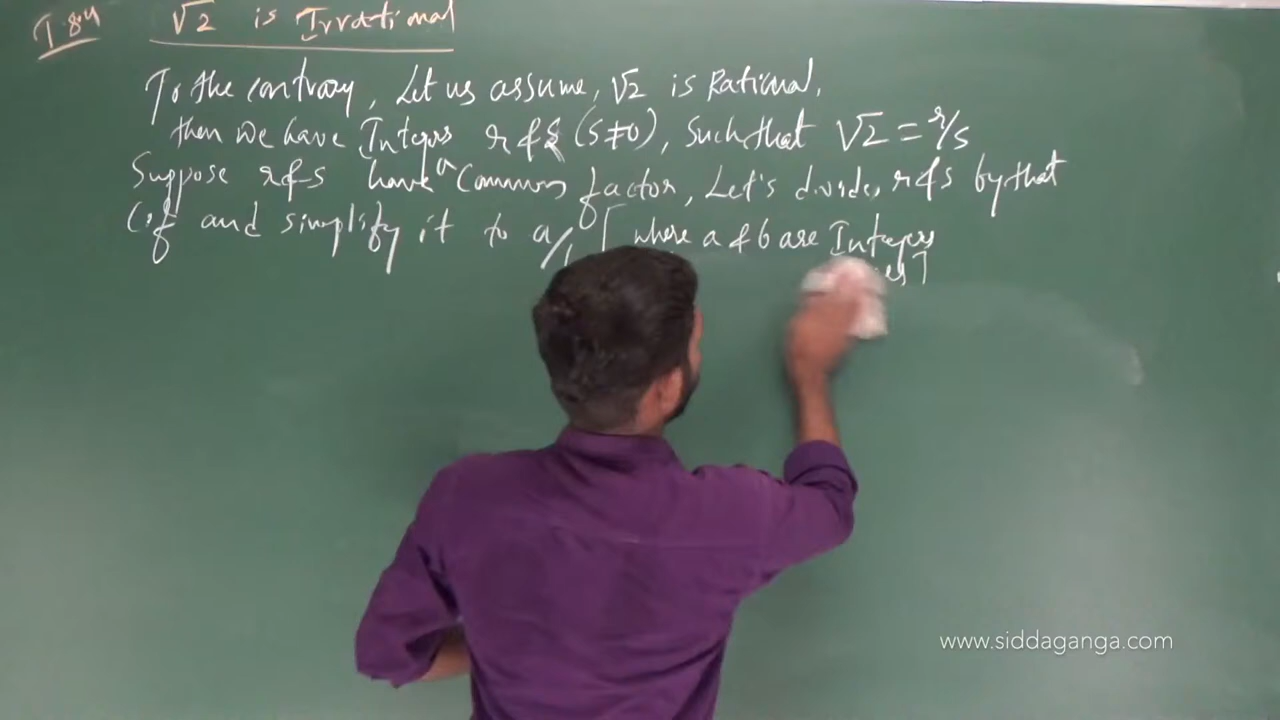 T 8.4 √2 is Irrational
To the contrary, Let us assume, √2 is Rational,
then we have Integers r & s (s≠0), Such that √2 = r/s
Suppose r & s have a Common factor, Let's divide, r & s by that
C.f and simplify it to a/ [ where a & b are Integers
]
www.siddaganga.com